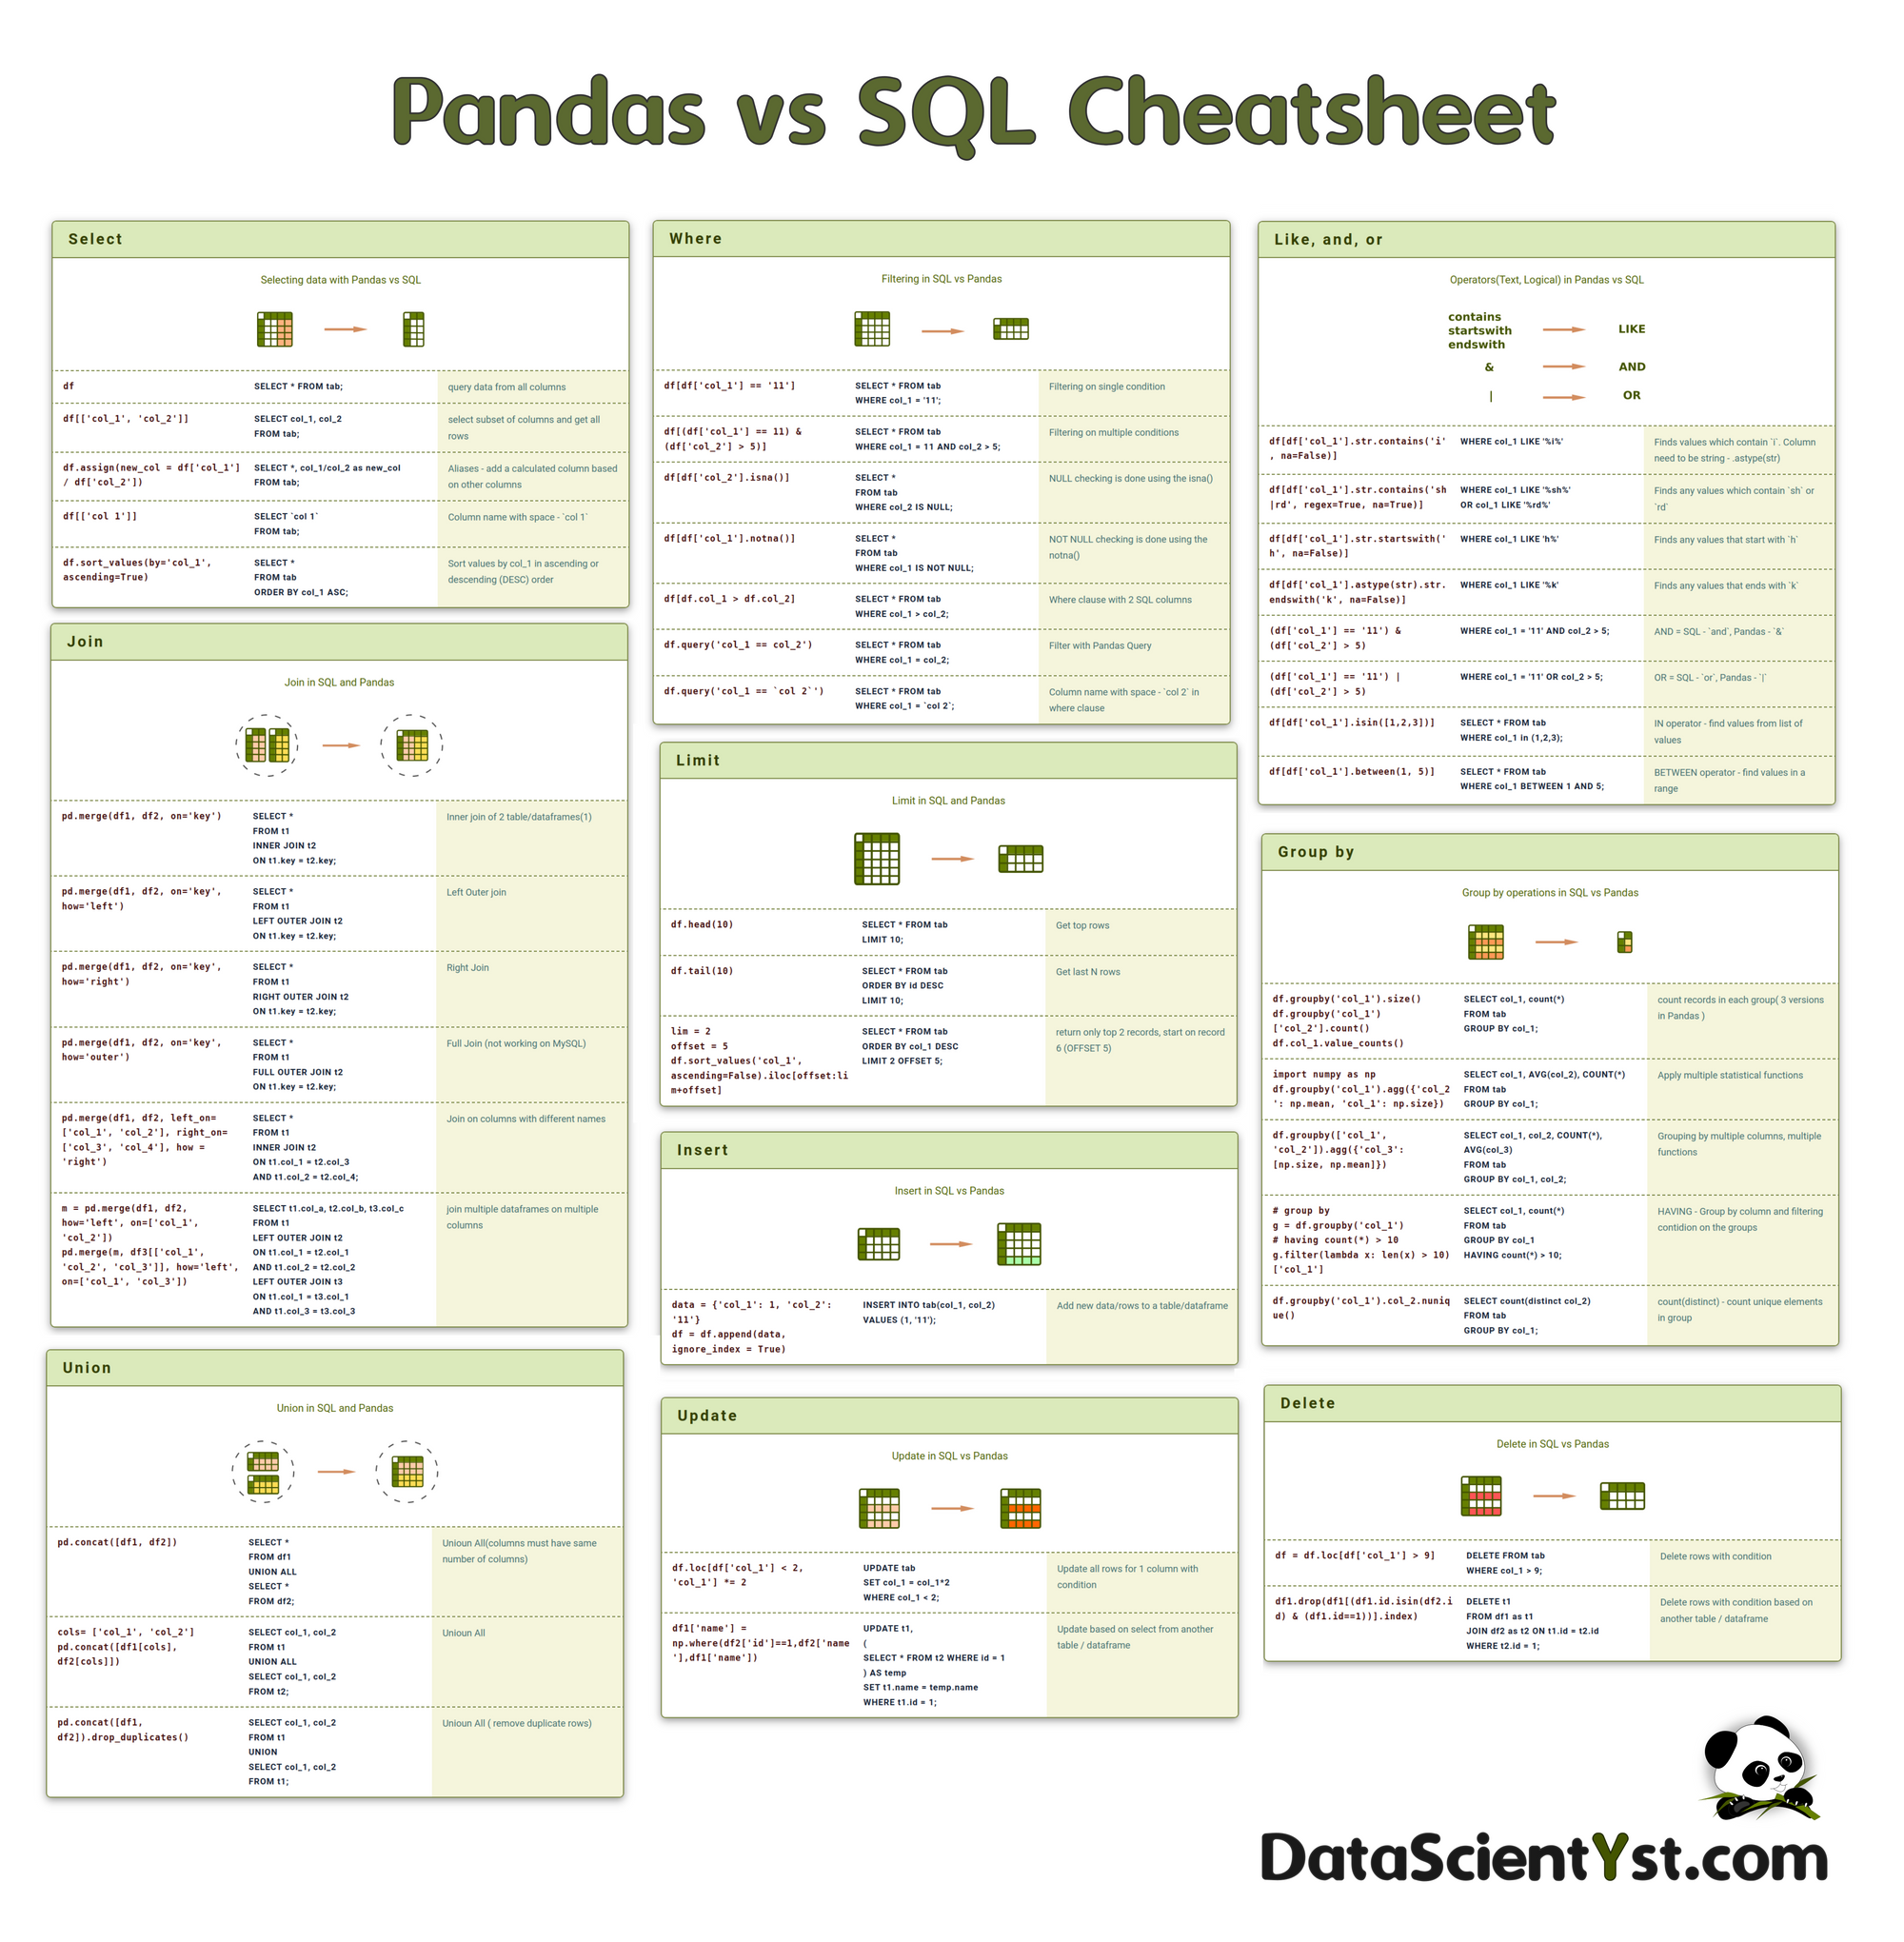 Pandas vs SQL Cheatsheet
Select
Selecting data with Pandas vs SQL
df
SELECT * FROM tab;
query data from all columns
df[['col_1', 'col_2']]
SELECT col_1, col_2
FROM tab;
select subset of columns and get all
rows
df.assign(new_col = df['col_1']
/ df['col_2'])
SELECT *, col_1/col_2 as new_col
FROM tab;
Aliases - add a calculated column based
on other columns
df[['col 1']]
SELECT `col 1`
FROM tab;
Column name with space - `col 1`
df.sort_values(by='col_1',
ascending=True)
SELECT *
FROM tab
ORDER BY col_1 ASC;
Sort values by col_1 in ascending or
descending (DESC) order
Join
Join in SQL and Pandas
pd.merge(df1, df2, on='key')
SELECT *
FROM t1
INNER JOIN t2
ON t1.key = t2.key;
Inner join of 2 table/dataframes(1)
pd.merge(df1, df2, on='key',
how='left')
SELECT *
FROM t1
LEFT OUTER JOIN t2
ON t1.key = t2.key;
Left Outer join
pd.merge(df1, df2, on='key',
how='right')
SELECT *
FROM t1
RIGHT OUTER JOIN t2
ON t1.key = t2.key;
Right Join
pd.merge(df1, df2, on='key',
how='outer')
SELECT *
FROM t1
FULL OUTER JOIN t2
ON t1.key = t2.key;
Full Join (not working on MySQL)
pd.merge(df1, df2, left_on=
['col_1', 'col_2'], right_on=
['col_3', 'col_4'], how =
'right')
SELECT *
FROM t1
INNER JOIN t2
ON t1.col_1 = t2.col_3
AND t1.col_2 = t2.col_4;
Join on columns with different names
m = pd.merge(df1, df2,
how='left', on=['col_1',
'col_2'])
pd.merge(m, df3[['col_1',
'col_2', 'col_3']], how='left',
on=['col_1', 'col_3'])
SELECT t1.col_a, t2.col_b, t3.col_c
FROM t1
LEFT OUTER JOIN t2
ON t1.col_1 = t2.col_1
AND t1.col_2 = t2.col_2
LEFT OUTER JOIN t3
ON t1.col_1 = t3.col_1
AND t1.col_3 = t3.col_3
join multiple dataframes on multiple
columns
Union
Union in SQL and Pandas
pd.concat([df1, df2])
SELECT *
FROM df1
UNION ALL
SELECT *
FROM df2;
Unioun All(columns must have same
number of columns)
cols= ['col_1', 'col_2']
pd.concat([df1[cols],
df2[cols]])
SELECT col_1, col_2
FROM t1
UNION ALL
SELECT col_1, col_2
FROM t2;
Unioun All
pd.concat([df1,
df2]).drop_duplicates()
SELECT col_1, col_2
FROM t1
UNION
SELECT col_1, col_2
FROM t1;
Unioun All ( remove duplicate rows)
Where
Filtering in SQL vs Pandas
df[df['col_1'] == '11']
SELECT * FROM tab
WHERE col_1 = '11';
Filtering on single condition
df[(df['col_1'] == 11) &
(df['col_2'] > 5)]
SELECT * FROM tab
WHERE col_1 = 11 AND col_2 > 5;
Filtering on multiple conditions
df[df['col_2'].isna()]
SELECT *
FROM tab
WHERE col_2 IS NULL;
NULL checking is done using the isna()
df[df['col_1'].notna()]
SELECT *
FROM tab
WHERE col_1 IS NOT NULL;
NOT NULL checking is done using the
notna()
df[df.col_1 > df.col_2]
SELECT * FROM tab
WHERE col_1 > col_2;
Where clause with 2 SQL columns
df.query('col_1 == col_2')
SELECT * FROM tab
WHERE col_1 = col_2;
Filter with Pandas Query
df.query('col_1 == `col 2`')
SELECT * FROM tab
WHERE col_1 = `col 2`;
Column name with space - `col 2` in
where clause
Limit
Limit in SQL and Pandas
df.head(10)
SELECT * FROM tab
LIMIT 10;
Get top rows
df.tail(10)
SELECT * FROM tab
ORDER BY id DESC
LIMIT 10;
Get last N rows
lim = 2
offset = 5
df.sort_values('col_1',
ascending=False).iloc[offset:li
m+offset]
SELECT * FROM tab
ORDER BY col_1 DESC
LIMIT 2 OFFSET 5;
return only top 2 records, start on record
6 (OFFSET 5)
Insert
Insert in SQL vs Pandas
data = {'col_1': 1, 'col_2':
'11'}
df = df.append(data,
ignore_index = True)
INSERT INTO tab(col_1, col_2)
VALUES (1, '11');
Add new data/rows to a table/dataframe
Update
Update in SQL vs Pandas
df.loc[df['col_1'] < 2,
'col_1'] *= 2
UPDATE tab
SET col_1 = col_1*2
WHERE col_1 < 2;
Update all rows for 1 column with
condition
df1['name'] =
np.where(df2['id']==1,df2['name
'],df1['name'])
UPDATE t1,
(
SELECT * FROM t2 WHERE id = 1
) AS temp
SET t1.name = temp.name
WHERE t1.id = 1;
Update based on select from another
table / dataframe
Like, and, or
Operators(Text, Logical) in Pandas vs SQL
contains
startswith
endswith
LIKE
&
AND
|
OR
df[df['col_1'].str.contains('i'
, na=False)]
WHERE col_1 LIKE '%i%'
Finds values which contain `i`. Column
need to be string - .astype(str)
df[df['col_1'].str.contains('sh
|rd', regex=True, na=True)]
WHERE col_1 LIKE '%sh%'
OR col_1 LIKE '%rd%'
Finds any values which contain `sh` or
`rd`
df[df['col_1'].str.startswith('
h', na=False)]
WHERE col_1 LIKE 'h%'
Finds any values that start with `h`
df[df['col_1'].astype(str).str.
endswith('k', na=False)]
WHERE col_1 LIKE '%k'
Finds any values that ends with `k`
(df['col_1'] == '11') &
(df['col_2'] > 5)
WHERE col_1 = '11' AND col_2 > 5;
AND = SQL - `and`, Pandas - `&`
(df['col_1'] == '11') |
(df['col_2'] > 5)
WHERE col_1 = '11' OR col_2 > 5;
OR = SQL - `or`, Pandas - `|`
df[df['col_1'].isin([1,2,3])]
SELECT * FROM tab
WHERE col_1 in (1,2,3);
IN operator - find values from list of
values
df[df['col_1'].between(1, 5)]
SELECT * FROM tab
WHERE col_1 BETWEEN 1 AND 5;
BETWEEN operator - find values in a
range
Group by
Group by operations in SQL vs Pandas
df.groupby('col_1').size()
df.groupby('col_1')
['col_2'].count()
df.col_1.value_counts()
SELECT col_1, count(*)
FROM tab
GROUP BY col_1;
count records in each group( 3 versions
in Pandas )
import numpy as np
df.groupby('col_1').agg({'col_2
': np.mean, 'col_1': np.size})
SELECT col_1, AVG(col_2), COUNT(*)
FROM tab
GROUP BY col_1;
Apply multiple statistical functions
df.groupby(['col_1',
'col_2']).agg({'col_3':
[np.size, np.mean]})
SELECT col_1, col_2, COUNT(*),
AVG(col_3)
FROM tab
GROUP BY col_1, col_2;
Grouping by multiple columns, multiple
functions
# group by
g = df.groupby('col_1')
# having count(*) > 10
g.filter(lambda x: len(x) > 10)
['col_1']
SELECT col_1, count(*)
FROM tab
GROUP BY col_1
HAVING count(*) > 10;
HAVING - Group by column and filtering
contidion on the groups
df.groupby('col_1').col_2.nuniq
ue()
SELECT count(distinct col_2)
FROM tab
GROUP BY col_1;
count(distinct) - count unique elements
in group
Delete
Delete in SQL vs Pandas
df = df.loc[df['col_1'] > 9]
DELETE FROM tab
WHERE col_1 > 9;
Delete rows with condition
df1.drop(df1[(df1.id.isin(df2.i
d) & (df1.id==1))].index)
DELETE t1
FROM df1 as t1
JOIN df2 as t2 ON t1.id = t2.id
WHERE t2.id = 1;
Delete rows with condition based on
another table / dataframe
DataScientYst.com